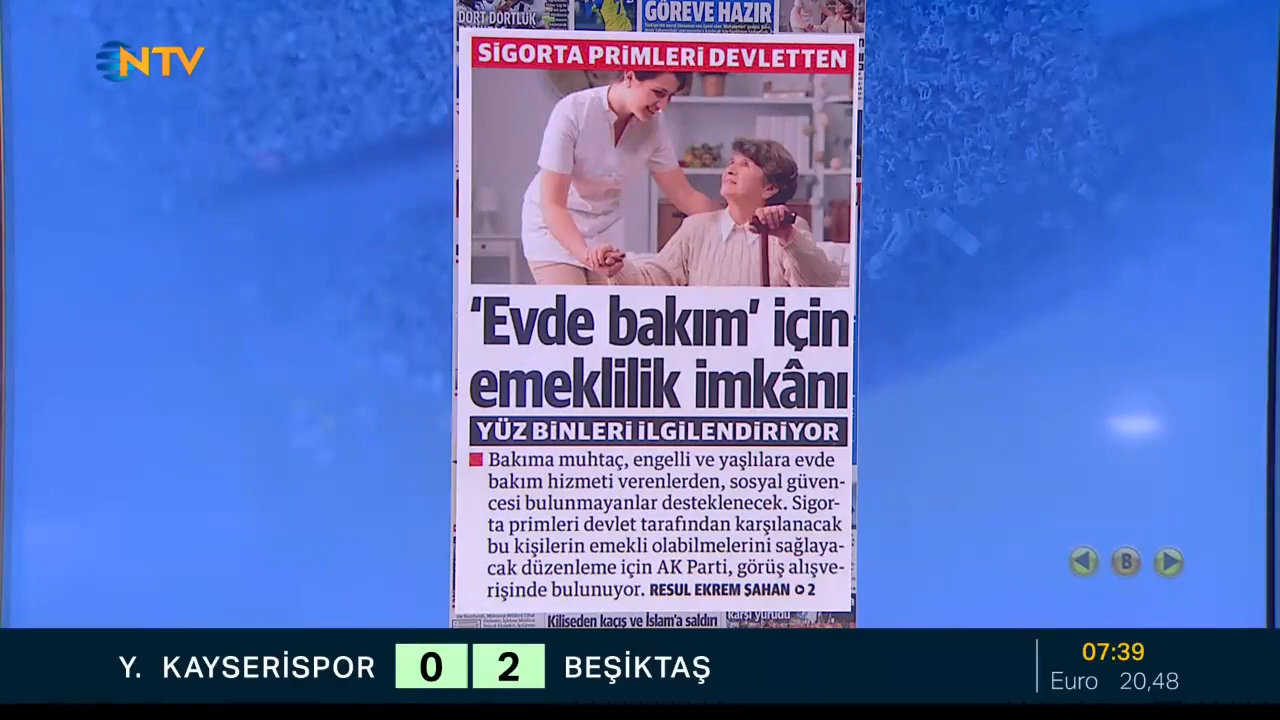 DÖRT DÖRTLÜK
GÖREVE HAZIR
NTV
SİGORTA PRİMLERİ DEVLETTEN
‘Evde bakım’ için
emeklilik imkânı
YÜZ BİNLERİ İLGİLENDİRİYOR
Bakıma muhtaç, engelli ve yaşlılara evde
bakım hizmeti verenlerden, sosyal güven-
cesi bulunmayanlar desteklenecek. Sigor-
ta primleri devlet tarafından karşılanacak
bu kişilerin emekli olabilmelerini sağlaya-
cak düzenleme için AK Parti, görüş alışve-
rişinde bulunuyor. RESUL EKREM ŞAHAN 2
B
Kiliseden kaçış ve İslam'a saldırı
Y. KAYSERİSPOR 0 2 BEŞİKTAŞ
07:39
Euro 20,48